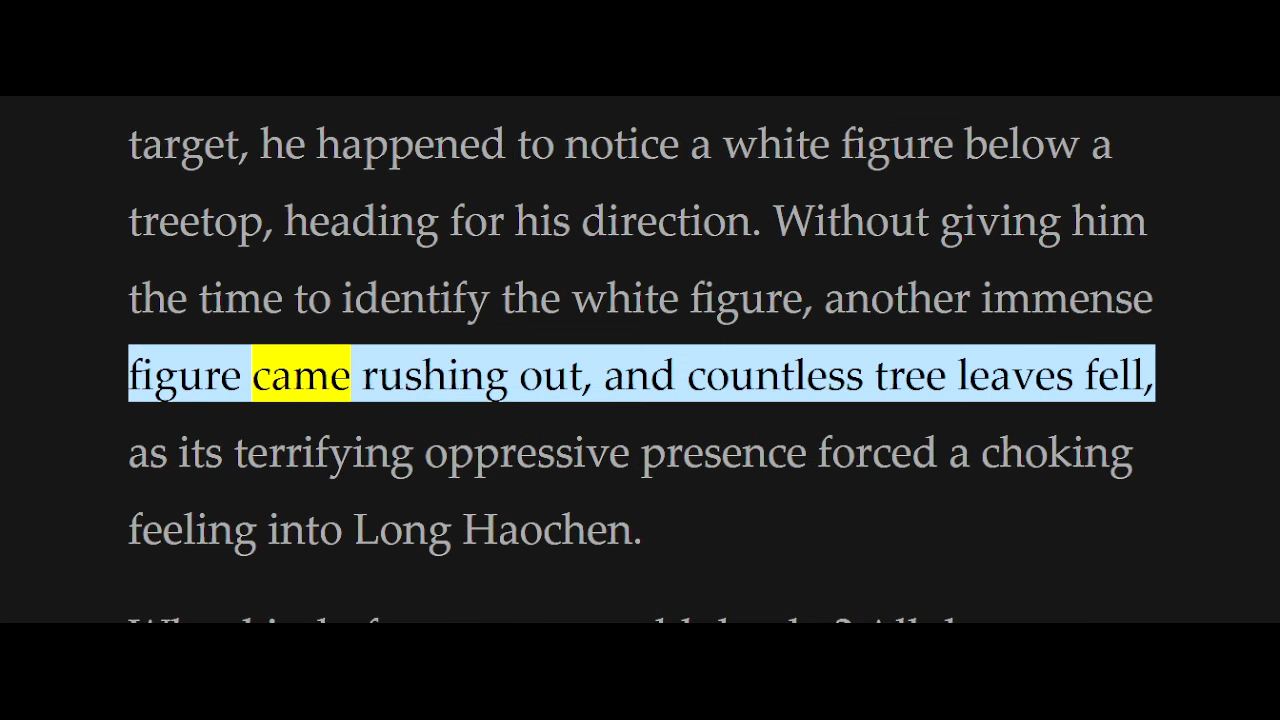 target, he happened to notice a white figure below a
treetop, heading for his direction. Without giving him
the time to identify the white figure, another immense
figure came rushing out, and countless tree leaves fell,
as its terrifying oppressive presence forced a choking
feeling into Long Haochen.